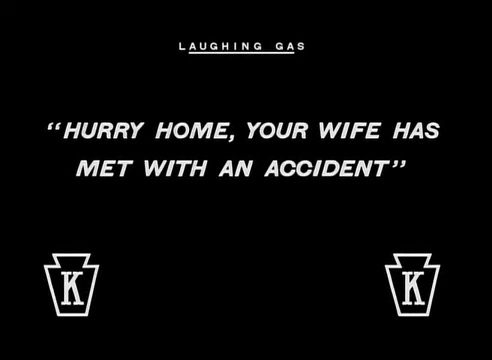 LAUGHING GAS
“HURRY HOME, YOUR WIFE HAS
MET WITH AN ACCIDENT”
K K